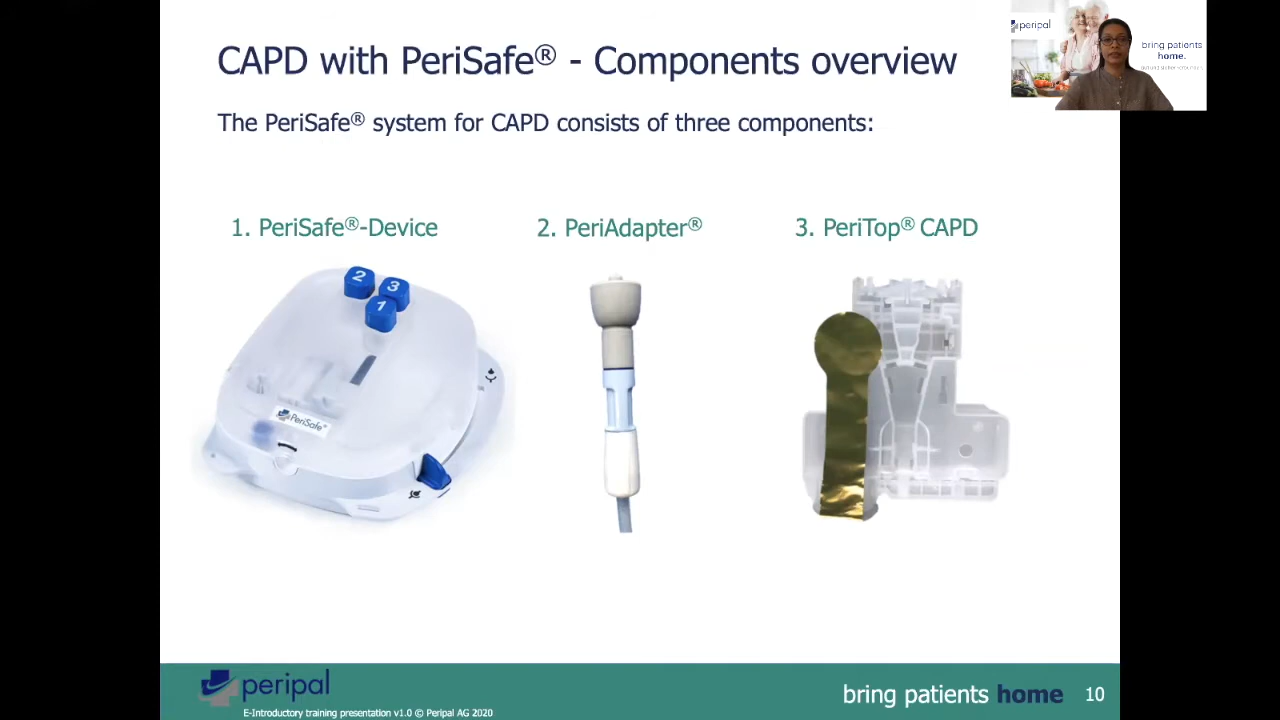 CAPD with PeriSafe® - Components overview
The PeriSafe® system for CAPD consists of three components:
1. PeriSafe®-Device
2. PeriAdapter®
3. PeriTop® CAPD
2
3
1
PeriSafe®
peripal
bring patients
home.
peripal
E-Introductory training presentation v1.0 © Peripal AG 2020
bring patients home
10